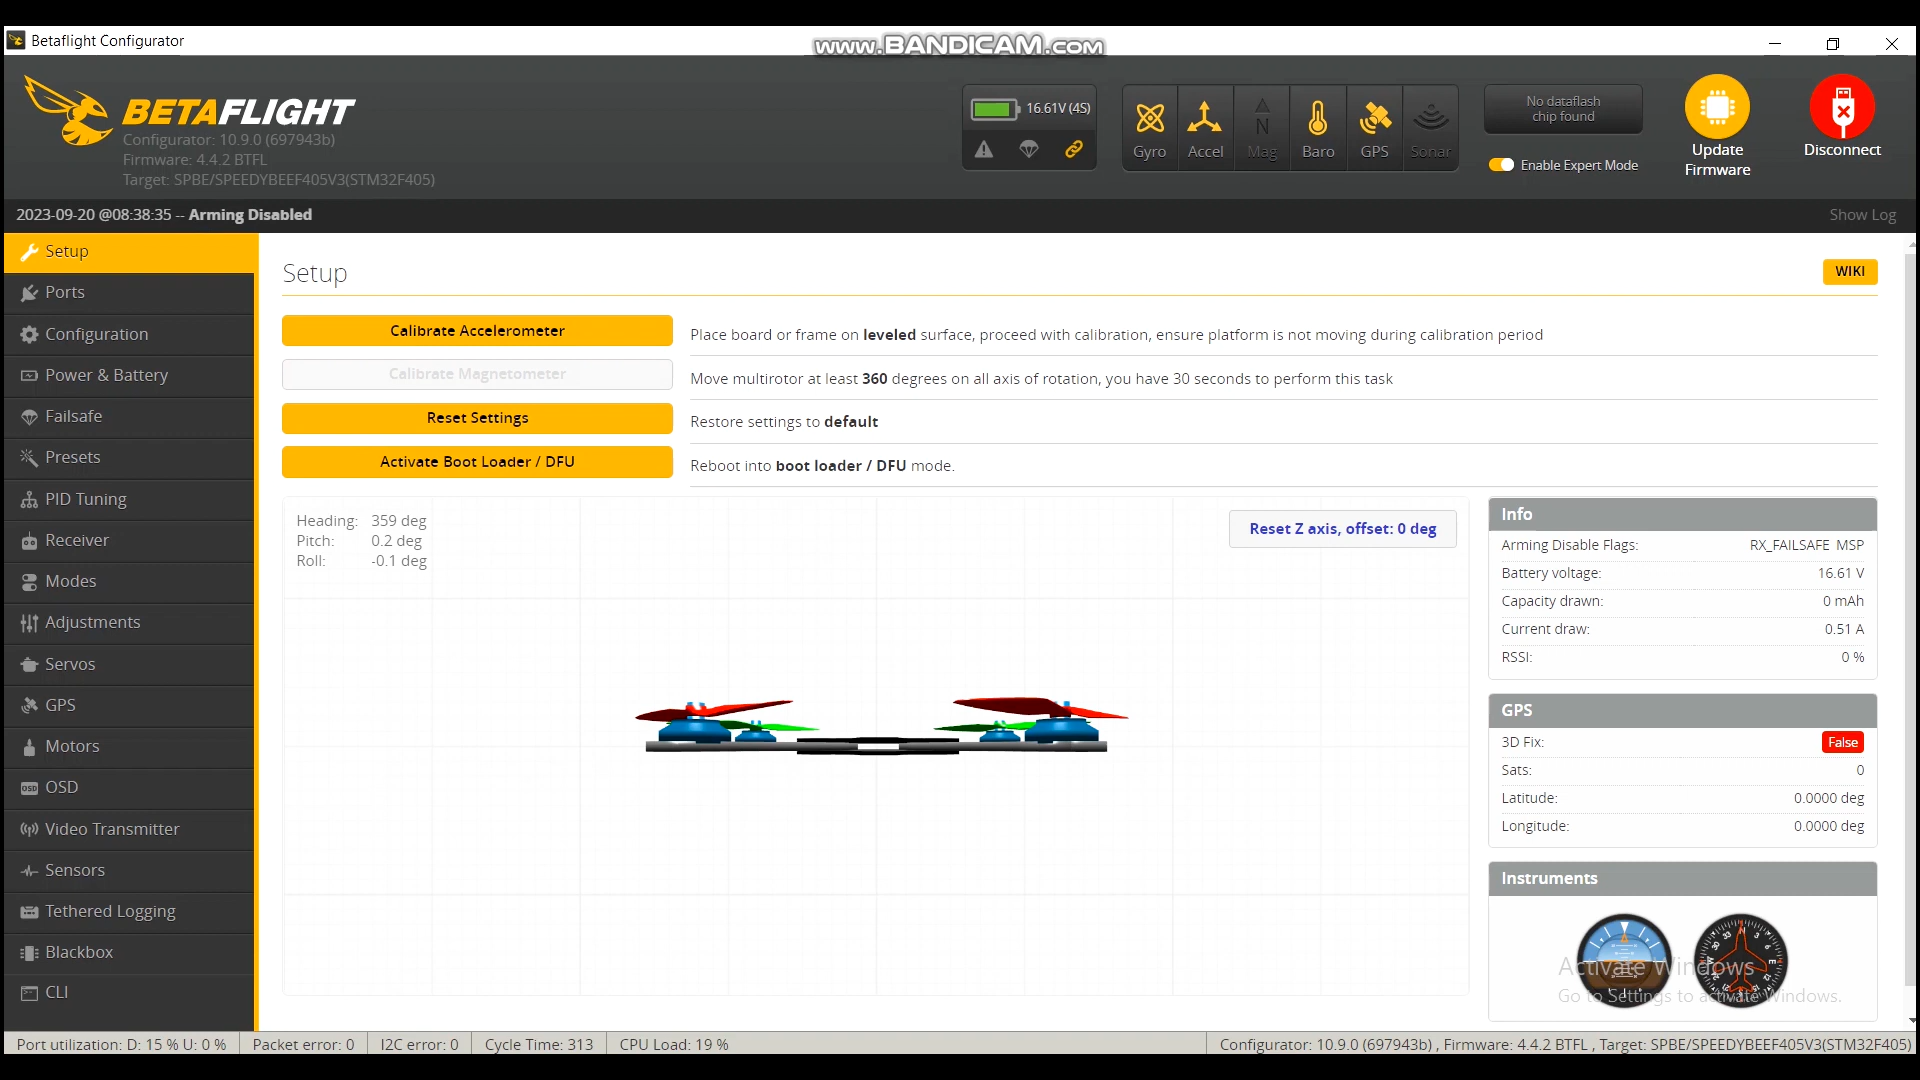 Betaflight Configurator
www.BANDICAM.com
BETAFLIGHT
Configurator: 10.9.0 (697943b)
Firmware: 4.4.2 BTFL
Target: SPBE/SPEEDYBEEF405V3(STM32F405)
16.61V (4S)
Gyro
Accel
N
Mag
Baro
GPS
Sonar
No dataflash
chip found
Enable Expert Mode
Update
Firmware
Disconnect
2023-09-20 @08:38:35 -- Arming Disabled
Show Log
Setup
Ports
Configuration
Power & Battery
Failsafe
Presets
PID Tuning
Receiver
Modes
Adjustments
Servos
GPS
Motors
OSD
Video Transmitter
Sensors
Tethered Logging
Blackbox
CLI
Setup
WIKI
Calibrate Accelerometer
Place board or frame on leveled surface, proceed with calibration, ensure platform is not moving during calibration period
Calibrate Magnetometer
Move multirotor at least 360 degrees on all axis of rotation, you have 30 seconds to perform this task
Reset Settings
Restore settings to default
Activate Boot Loader / DFU
Reboot into boot loader / DFU mode.
Heading: 359 deg
Pitch: 0.2 deg
Roll: -0.1 deg
Reset Z axis, offset: 0 deg
Info
Arming Disable Flags: RX_FAILSAFE MSP
Battery voltage: 16.61 V
Capacity drawn: 0 mAh
Current draw: 0.51 A
RSSI: 0 %
GPS
3D Fix: False
Sats: 0
Latitude: 0.0000 deg
Longitude: 0.0000 deg
Instruments
Activate Windows
Go to Settings to activate Windows.
Port utilization: D: 15 % U: 0 %
Packet error: 0
I2C error: 0
Cycle Time: 313
CPU Load: 19 %
Configurator: 10.9.0 (697943b) , Firmware: 4.4.2 BTFL , Target: SPBE/SPEEDYBEEF405V3(STM32F405)